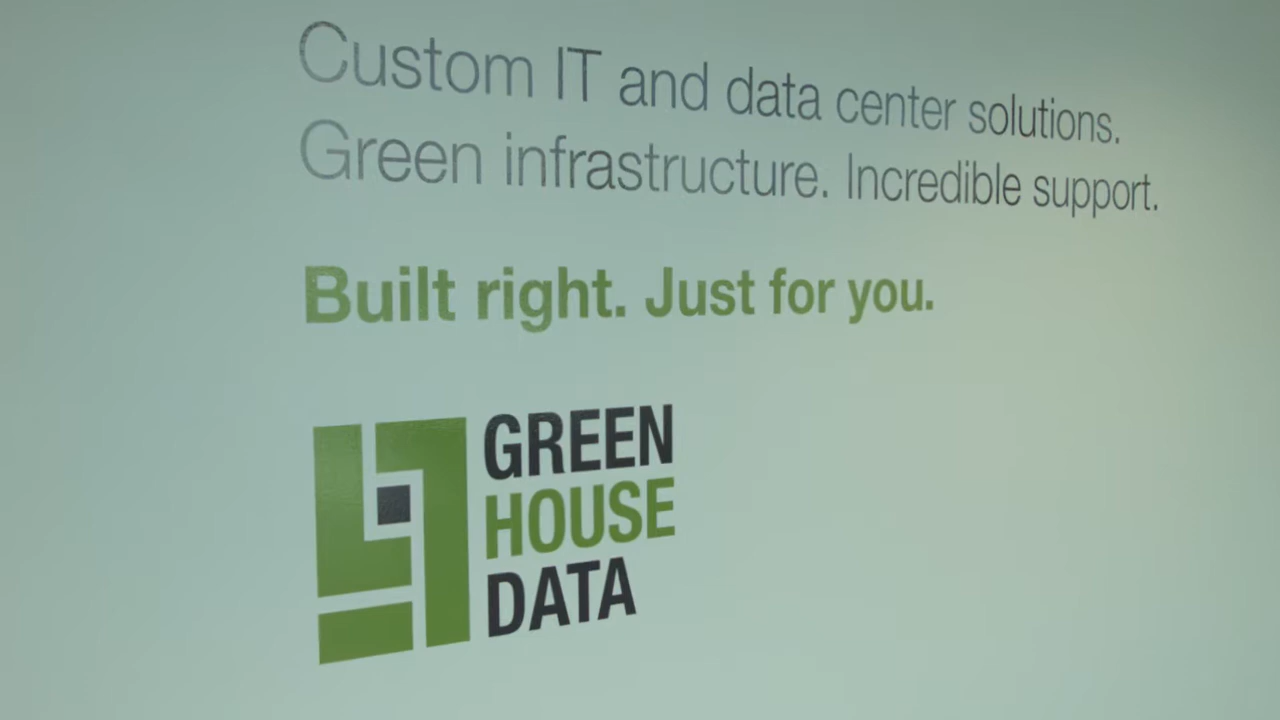 Custom IT and data center solutions.
Green infrastructure. Incredible support.
Built right. Just for you.
GREEN
HOUSE
DATA